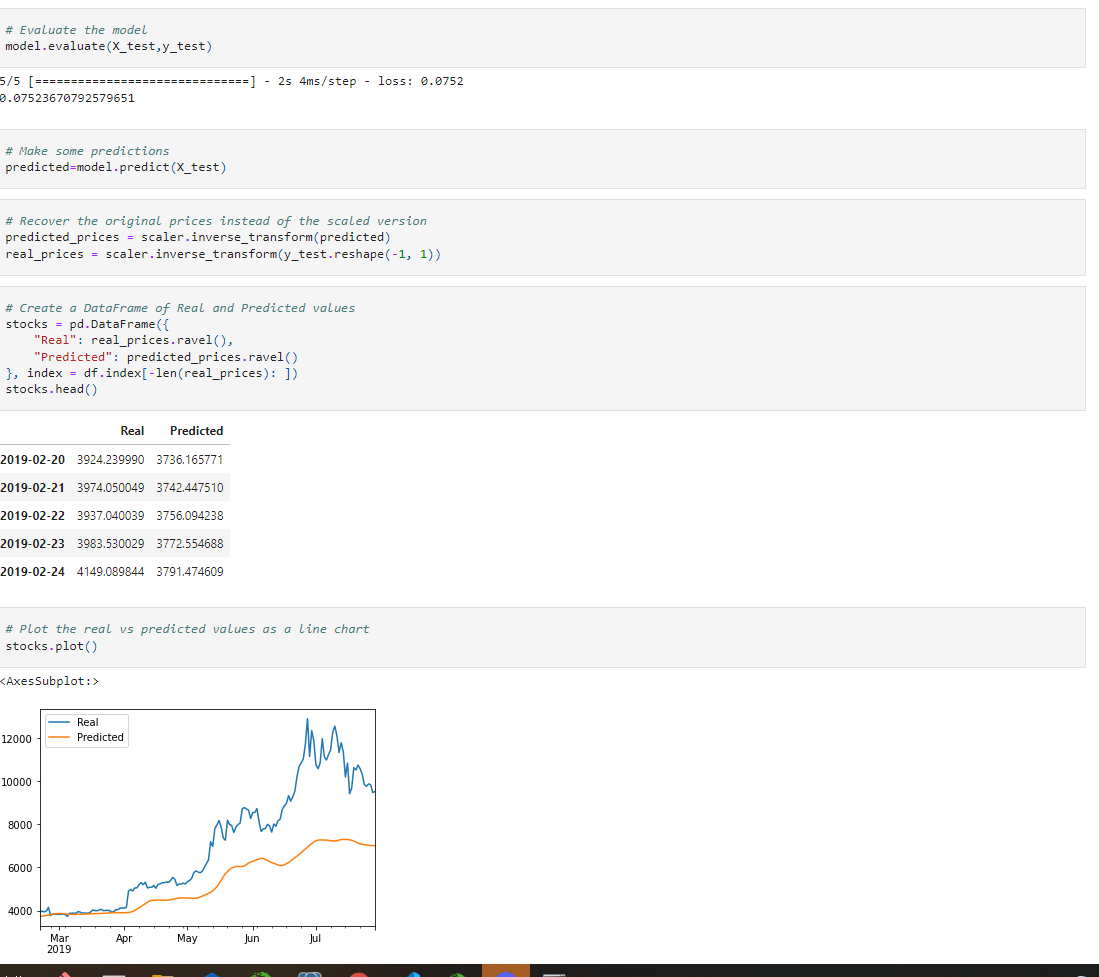 # Evaluate the model
model.evaluate(X_test,y_test)
5/5 [==============================] - 2s 4ms/step - loss: 0.0752
0.07523670792579651
# Make some predictions
predicted=model.predict(X_test)
# Recover the original prices instead of the scaled version
predicted_prices = scaler.inverse_transform(predicted)
real_prices = scaler.inverse_transform(y_test.reshape(-1, 1))
# Create a DataFrame of Real and Predicted values
stocks = pd.DataFrame({
    "Real": real_prices.ravel(),
    "Predicted": predicted_prices.ravel()
}, index = df.index[-len(real_prices): ])
stocks.head()
Real Predicted
2019-02-20 3924.239990 3736.165771
2019-02-21 3974.050049 3742.447510
2019-02-22 3937.040039 3756.094238
2019-02-23 3983.530029 3772.554688
2019-02-24 4149.089844 3791.474609
# Plot the real vs predicted values as a line chart
stocks.plot()
<AxesSubplot:>
Real
Predicted
12000
10000
8000
6000
4000
Mar Apr May Jun Jul
2019